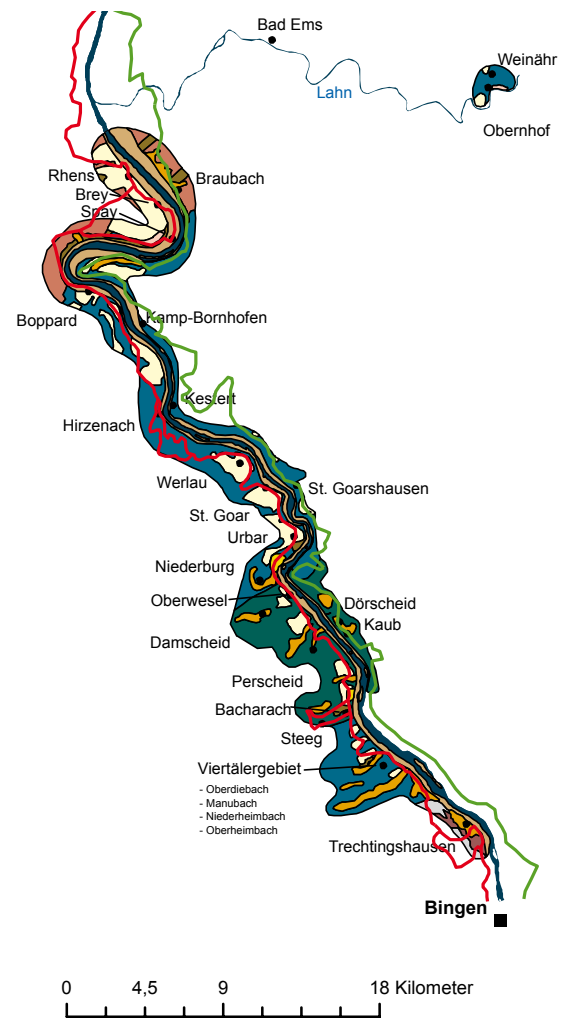 Bad Ems
Weinähr
Lahn
Obernhof
Rhens
Braubach
Brey
Spay
Boppard
Kamp-Bornhofen
Kestert
Hirzenach
Werlau
St. Goarshausen
St. Goar
Urbar
Niederburg
Oberwesel
Dörscheid
Kaub
Damscheid
Perscheid
Bacharach
Steeg
Viertälergebiet
- Oberdiebach
- Manubach
- Niederheimbach
- Oberheimbach
Trechtingshausen
Bingen
0 4,5 9 18 Kilometer